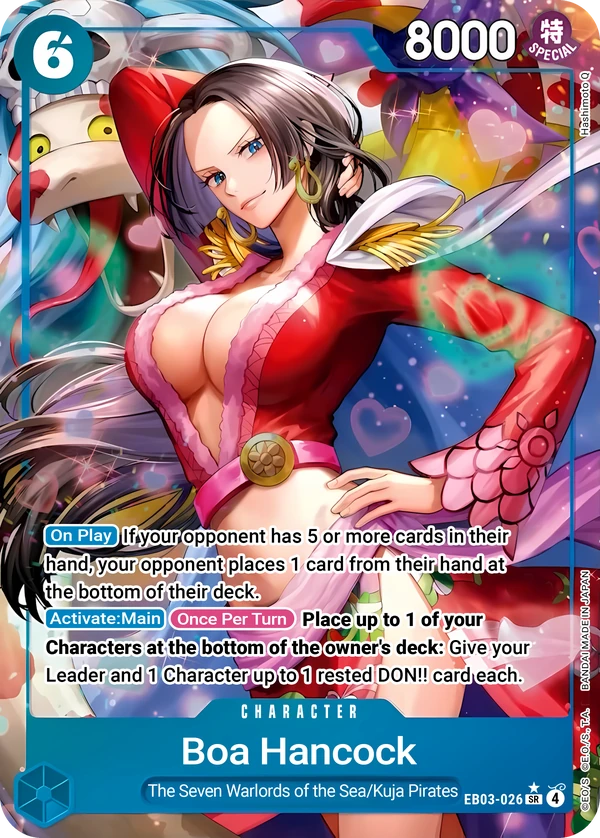 6
8000
特
SPECIAL
Hashimoto Q
On Play If your opponent has 5 or more cards in their
hand, your opponent places 1 card from their hand at
the bottom of their deck.
Activate:Main Once Per Turn Place up to 1 of your
Characters at the bottom of the owner's deck: Give your
Leader and 1 Character up to 1 rested DON!! card each.
CHARACTER
Boa Hancock
The Seven Warlords of the Sea/Kuja Pirates
EB03-026 SR ★ 4
©E.O/S. ©E.O./S.,T.A. BANDAI MADE IN JAPAN